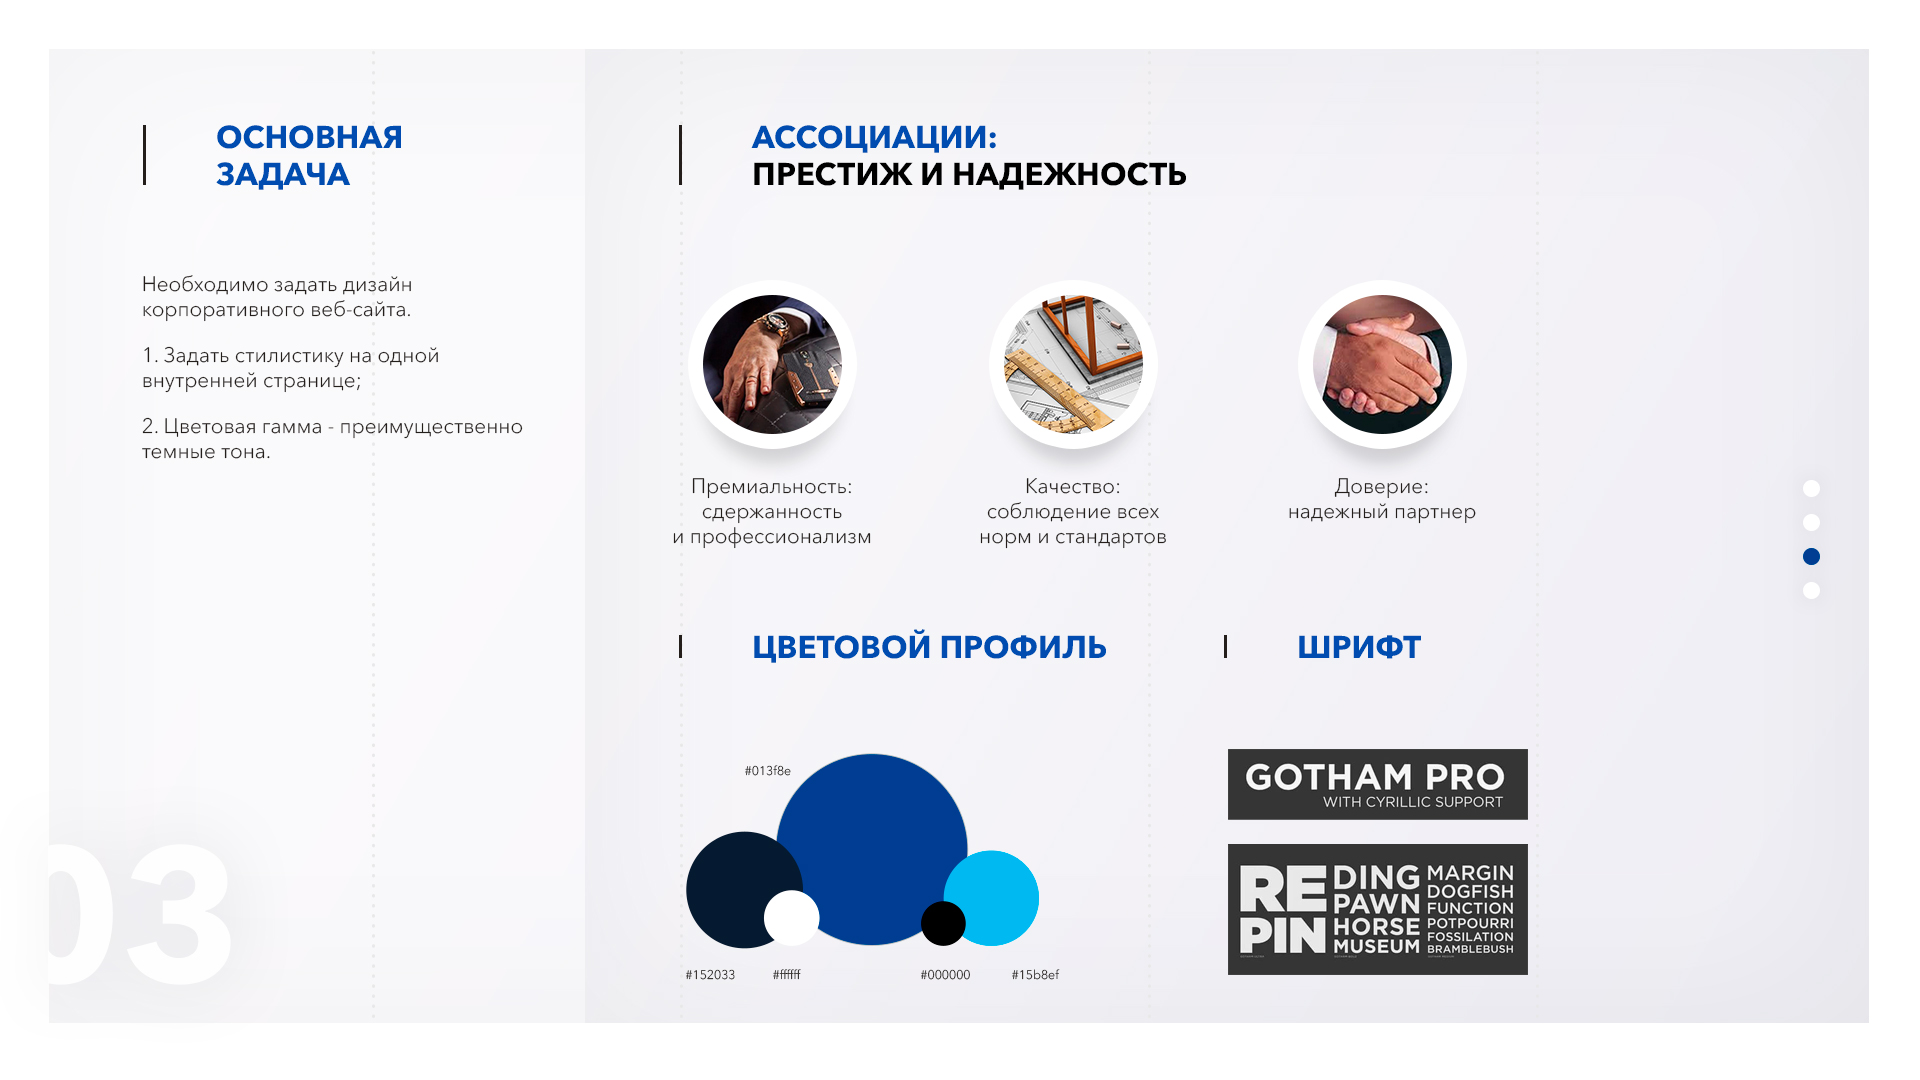 ОСНОВНАЯ
ЗАДАЧА
Необходимо задать дизайн
корпоративного веб-сайта.
1. Задать стилистику на одной
внутренней странице;
2. Цветовая гамма - преимущественно
темные тона.
03
АССОЦИАЦИИ:
ПРЕСТИЖ И НАДЕЖНОСТЬ
Премиальность:
сдержанность
и профессионализм
Качество:
соблюдение всех
норм и стандартов
Доверие:
надежный партнер
ЦВЕТОВОЙ ПРОФИЛЬ
#013f8e
#152033
#ffffff
#000000
#15b8ef
ШРИФТ
GOTHAM PRO
WITH CYRILLIC SUPPORT
RE
PIN
DING
PAWN
HORSE
MUSEUM
MARGIN
DOGFISH
FUNCTION
POTPOURRI
FOSSILATION
BRAMBLEBUSH